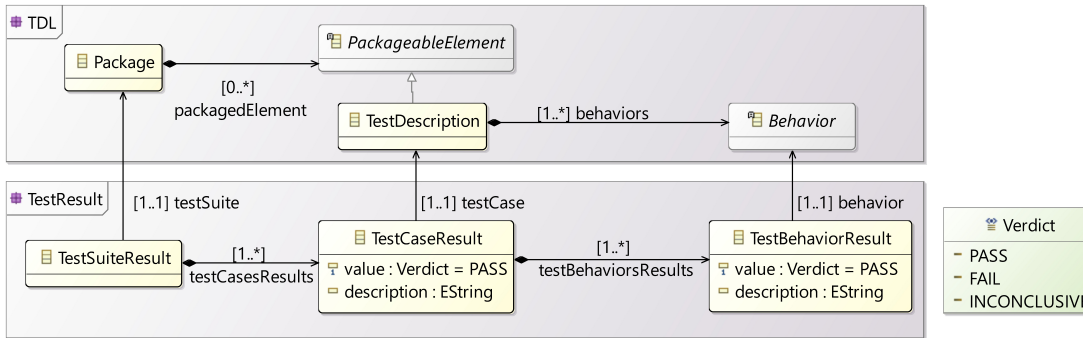 TDL
PackageableElement
Package
[0..*]
packagedElement
TestDescription
[1..*] behaviors
Behavior
TestResult
[1..1] testSuite
[1..1] testCase
[1..1] behavior
TestSuiteResult
[1..*]
testCasesResults
TestCaseResult
value : Verdict = PASS
description : EString
[1..*]
testBehaviorsResults
TestBehaviorResult
value : Verdict = PASS
description : EString
Verdict
PASS
FAIL
INCONCLUSIVE